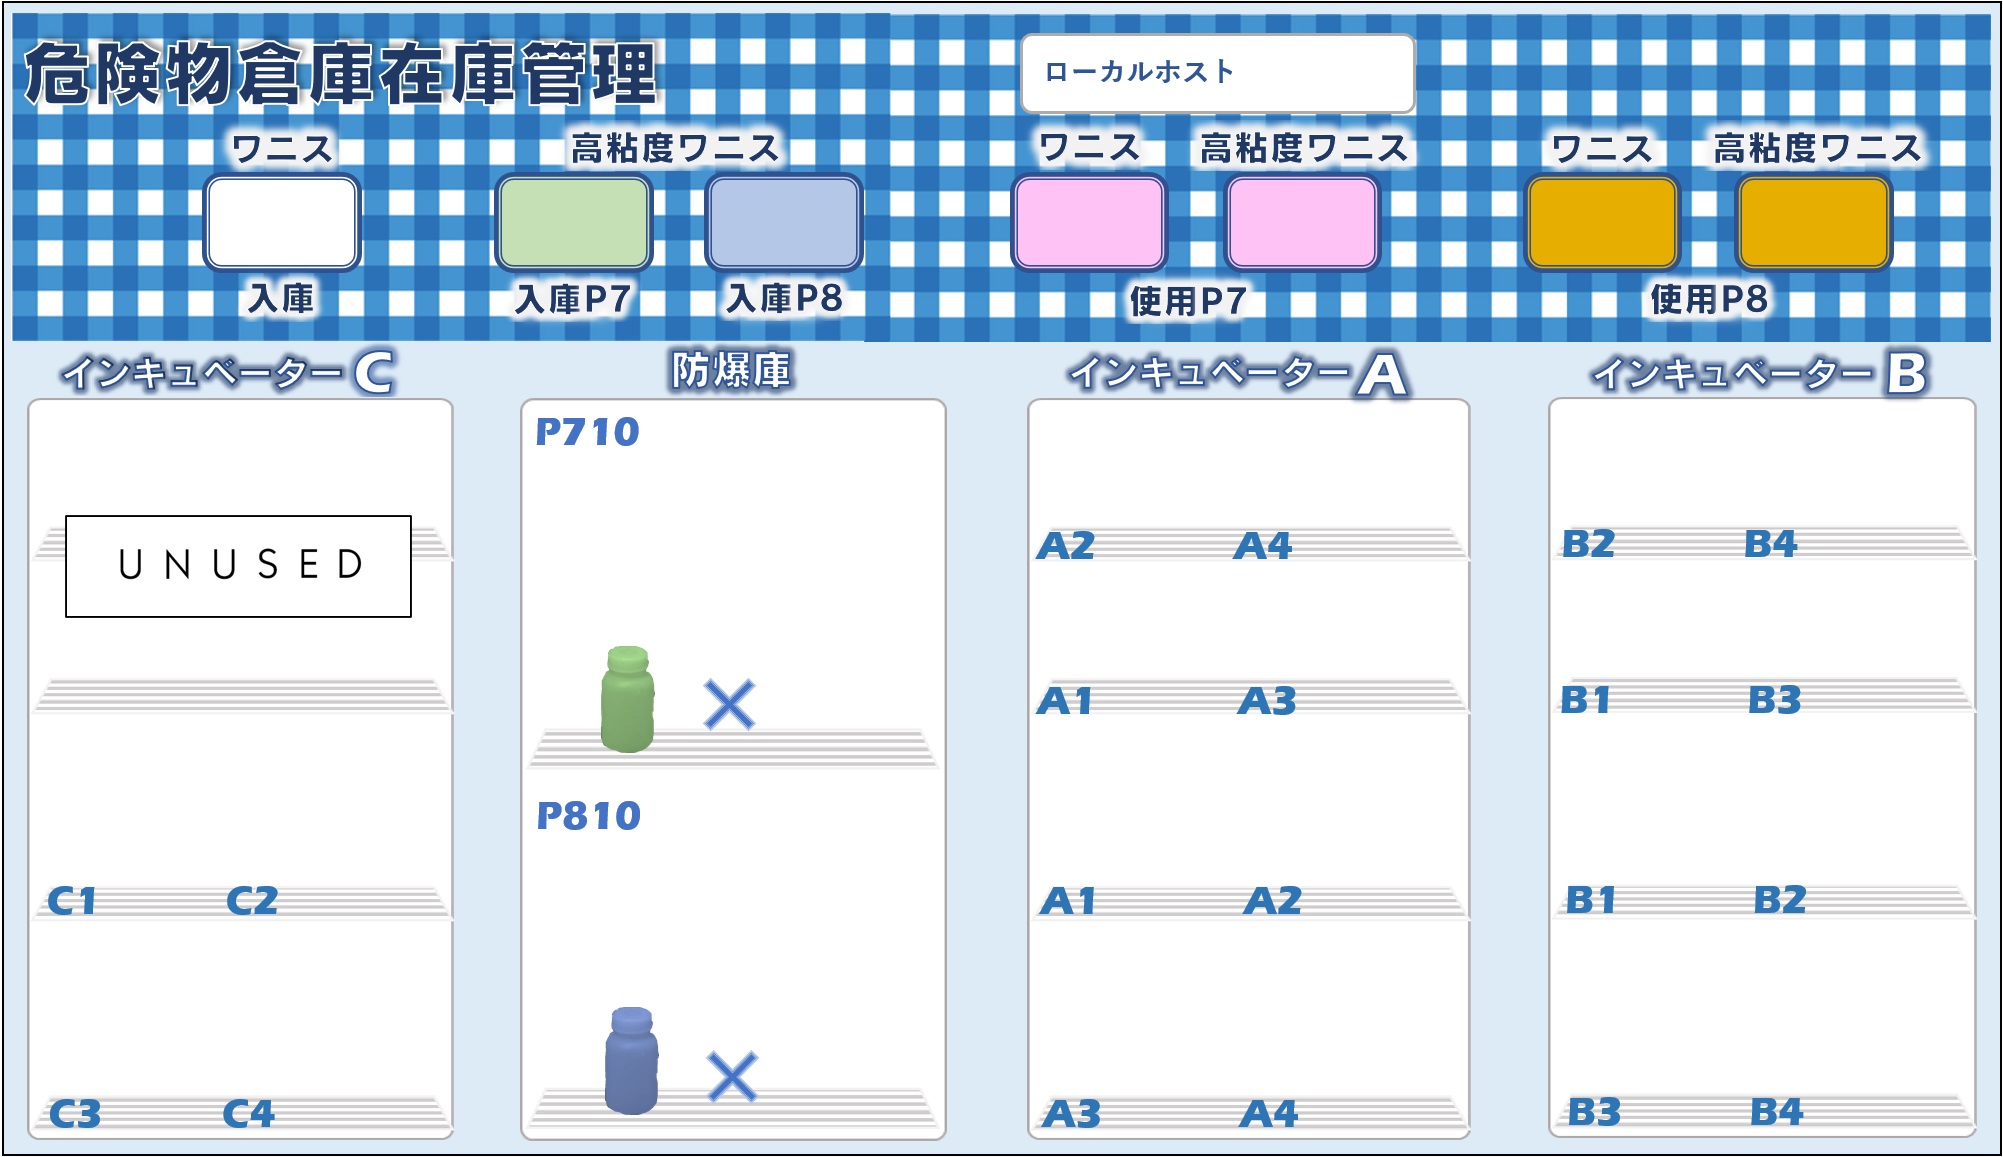 危険物倉庫在庫管理
ローカルホスト
ワニス
高粘度ワニス
ワニス
高粘度ワニス
ワニス
高粘度ワニス
入庫
入庫P7
入庫P8
使用P7
使用P8
インキュベーターC
防爆庫
インキュベーターA
インキュベーターB
P710
UNUSED
A2
A4
B2
B4
A1
A3
B1
B3
P810
C1
C2
A1
A2
B1
B2
C3
C4
A3
A4
B3
B4